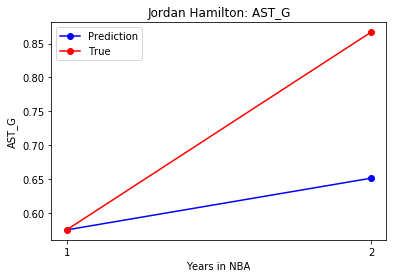 Jordan Hamilton: AST_G
Prediction
True
0.85
0.80
0.75
0.70
0.65
0.60
AST_G
1
2
Years in NBA